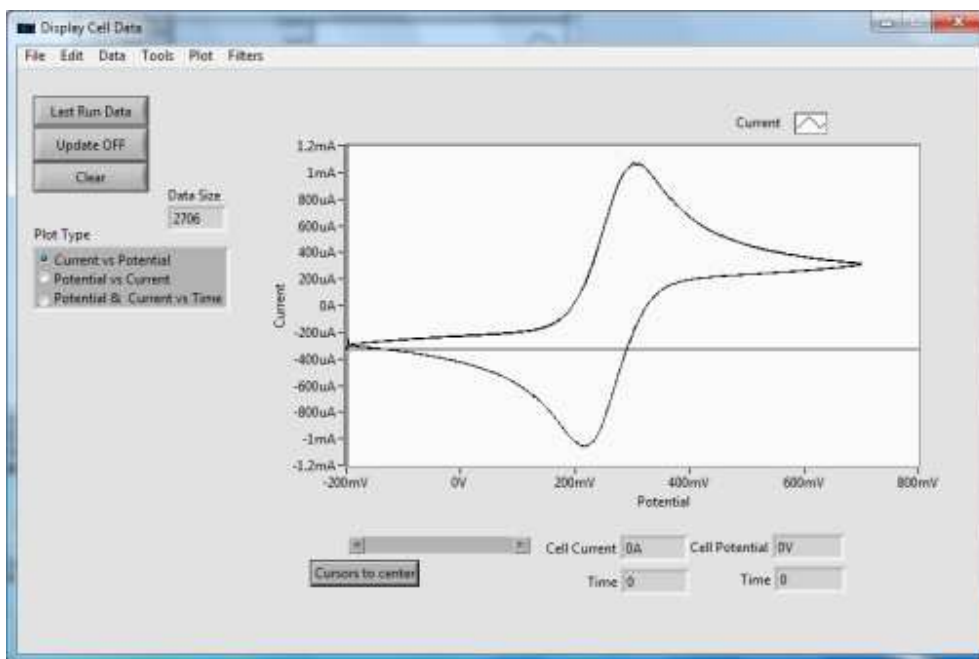 Display Cell Data
File Edit Data Tools Plot Filters
Last Run Data
Update OFF
Clear
Data Size
2706
Plot Type
Current vs Potential
Potential vs Current
Potential & Current vs Time
Current
1.2mA
1mA
800uA
600uA
400uA
200uA
0A
-200uA
-400uA
-600uA
-800uA
-1mA
-1.2mA
Current
-200mV 0V 200mV 400mV 600mV 800mV
Potential
Cell Current 0A Cell Potential 0V
Cursors to center
Time 0 Time 0